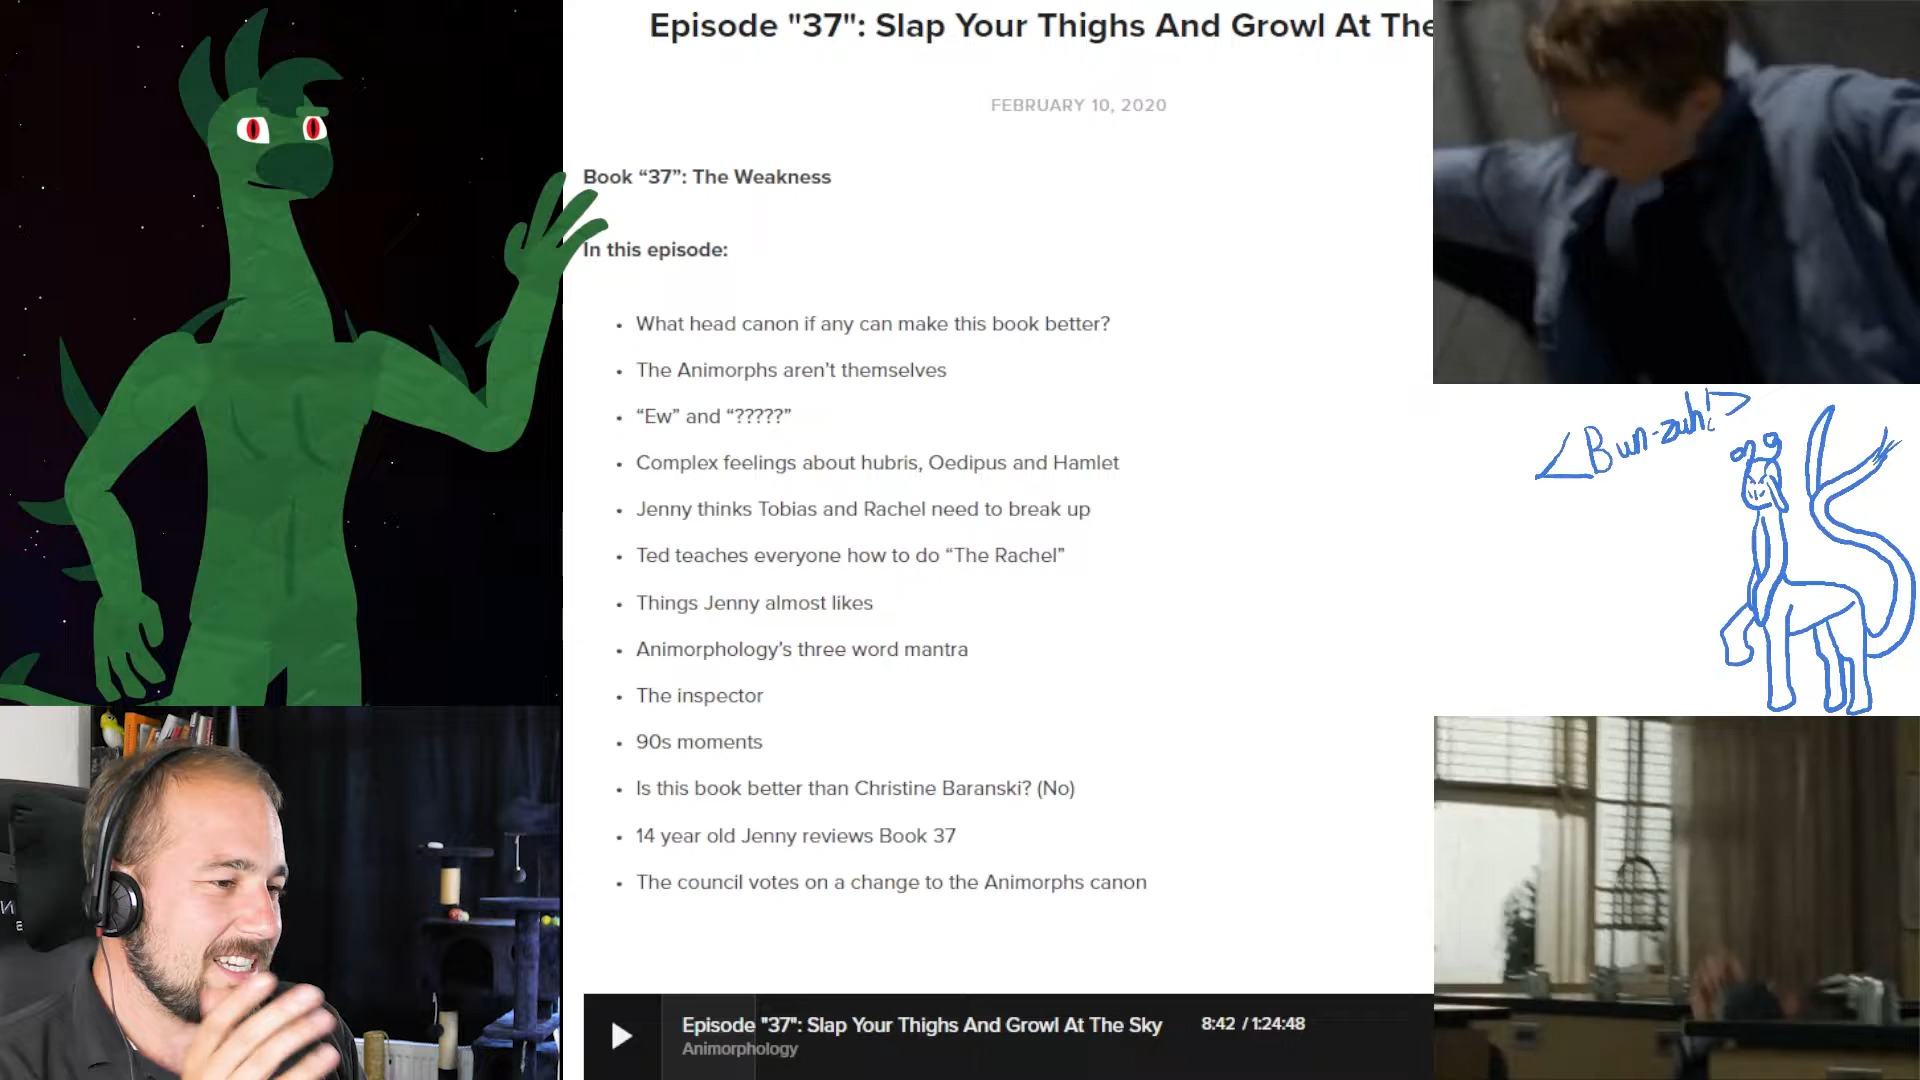 Episode "37": Slap Your Thighs And Growl At The
FEBRUARY 10, 2020
Book “37”: The Weakness
In this episode:
• What head canon if any can make this book better?
• The Animorphs aren’t themselves
• “Ew” and “?????”
• Complex feelings about hubris, Oedipus and Hamlet
• Jenny thinks Tobias and Rachel need to break up
• Ted teaches everyone how to do “The Rachel”
• Things Jenny almost likes
• Animorphology’s three word mantra
• The inspector
• 90s moments
• Is this book better than Christine Baranski? (No)
• 14 year old Jenny reviews Book 37
• The council votes on a change to the Animorphs canon
Episode "37": Slap Your Thighs And Growl At The Sky
8:42 / 1:24:48
Animorphology
<Bun-zuh!>